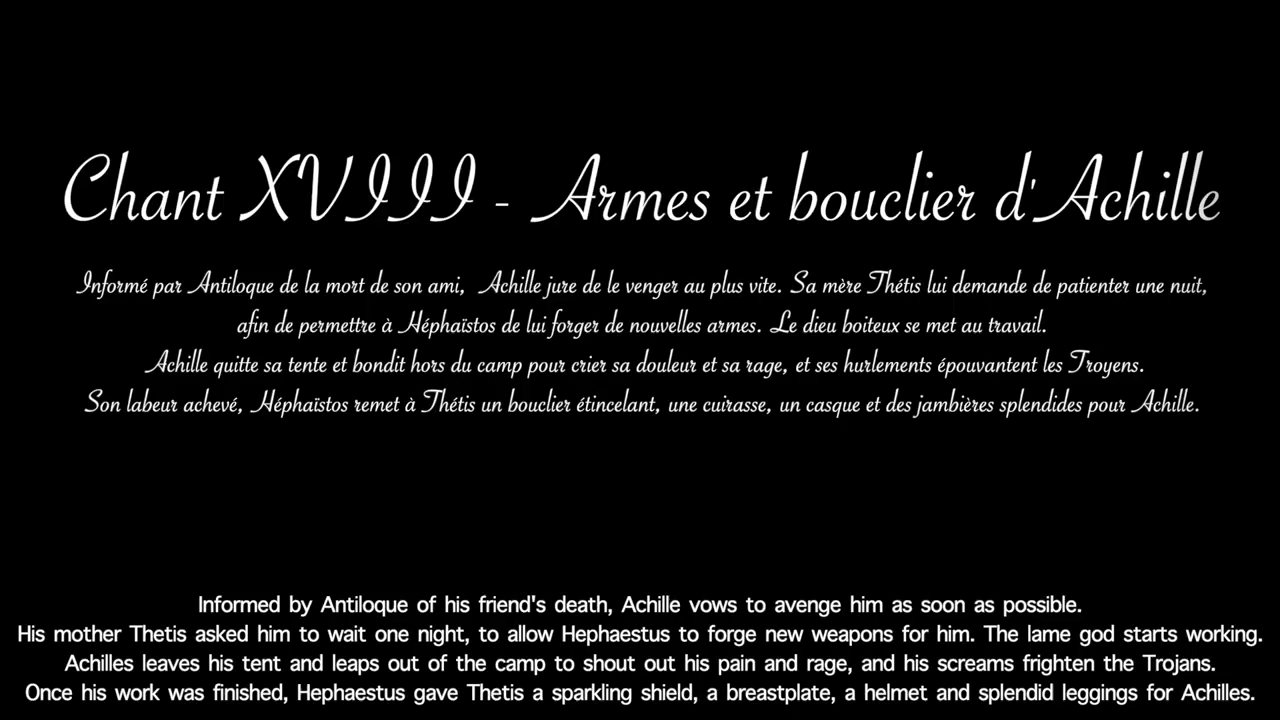 Chant XVIII - Armes et bouclier d'Achille
Informé par Antiloque de la mort de son ami, Achille jure de le venger au plus vite. Sa mère Thétis lui demande de patienter une nuit,
afin de permettre à Héphaïstos de lui forger de nouvelles armes. Le dieu boiteux se met au travail.
Achille quitte sa tente et bondit hors du camp pour crier sa douleur et sa rage, et ses hurlements épouvantent les Troyens.
Son labeur achevé, Héphaïstos remet à Thétis un bouclier étincelant, une cuirasse, un casque et des jambières splendides pour Achille.
Informed by Antiloque of his friend's death, Achille vows to avenge him as soon as possible.
His mother Thetis asked him to wait one night, to allow Hephaestus to forge new weapons for him. The lame god starts working.
Achilles leaves his tent and leaps out of the camp to shout out his pain and rage, and his screams frighten the Trojans.
Once his work was finished, Hephaestus gave Thetis a sparkling shield, a breastplate, a helmet and splendid leggings for Achilles.